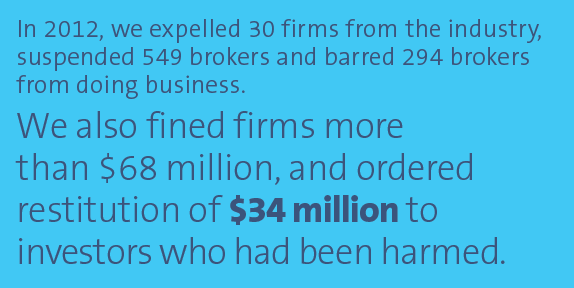 In 2012, we expelled 30 firms from the industry,
suspended 549 brokers and barred 294 brokers
from doing business.
We also fined firms more
than $68 million, and ordered
restitution of $34 million to
investors who had been harmed.